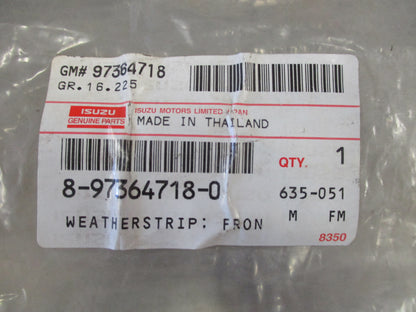 GM# 97364718
GR.16.225
ISUZU
GENUINE PARTS
ISUZU MOTORS LIMITED JAPAN
MADE IN THAILAND
QTY. 1
8-97364718-0
635-051
WEATHERSTRIP: FRON
M FM
8350